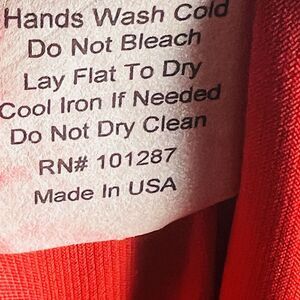 Hands Wash Cold
Do Not Bleach
Lay Flat To Dry
Cool Iron If Needed
Do Not Dry Clean
RN# 101287
Made In USA